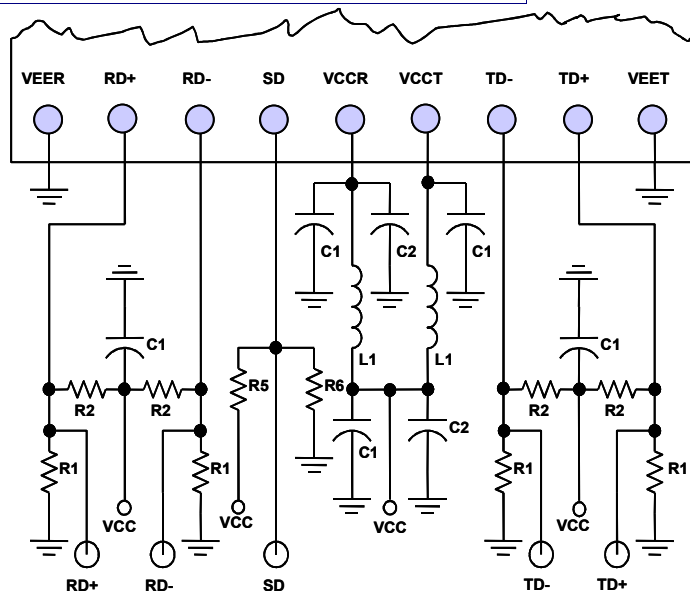 VEER RD+ RD- SD VCCR VCCT TD- TD+ VEET
C1 C2 C1
C1 C1
L1 L1
R5 R6
R2 R2 R2 R2
C1 C2
R1 R1 R1 R1
VCC VCC VCC VCC
RD+ RD- SD TD- TD+